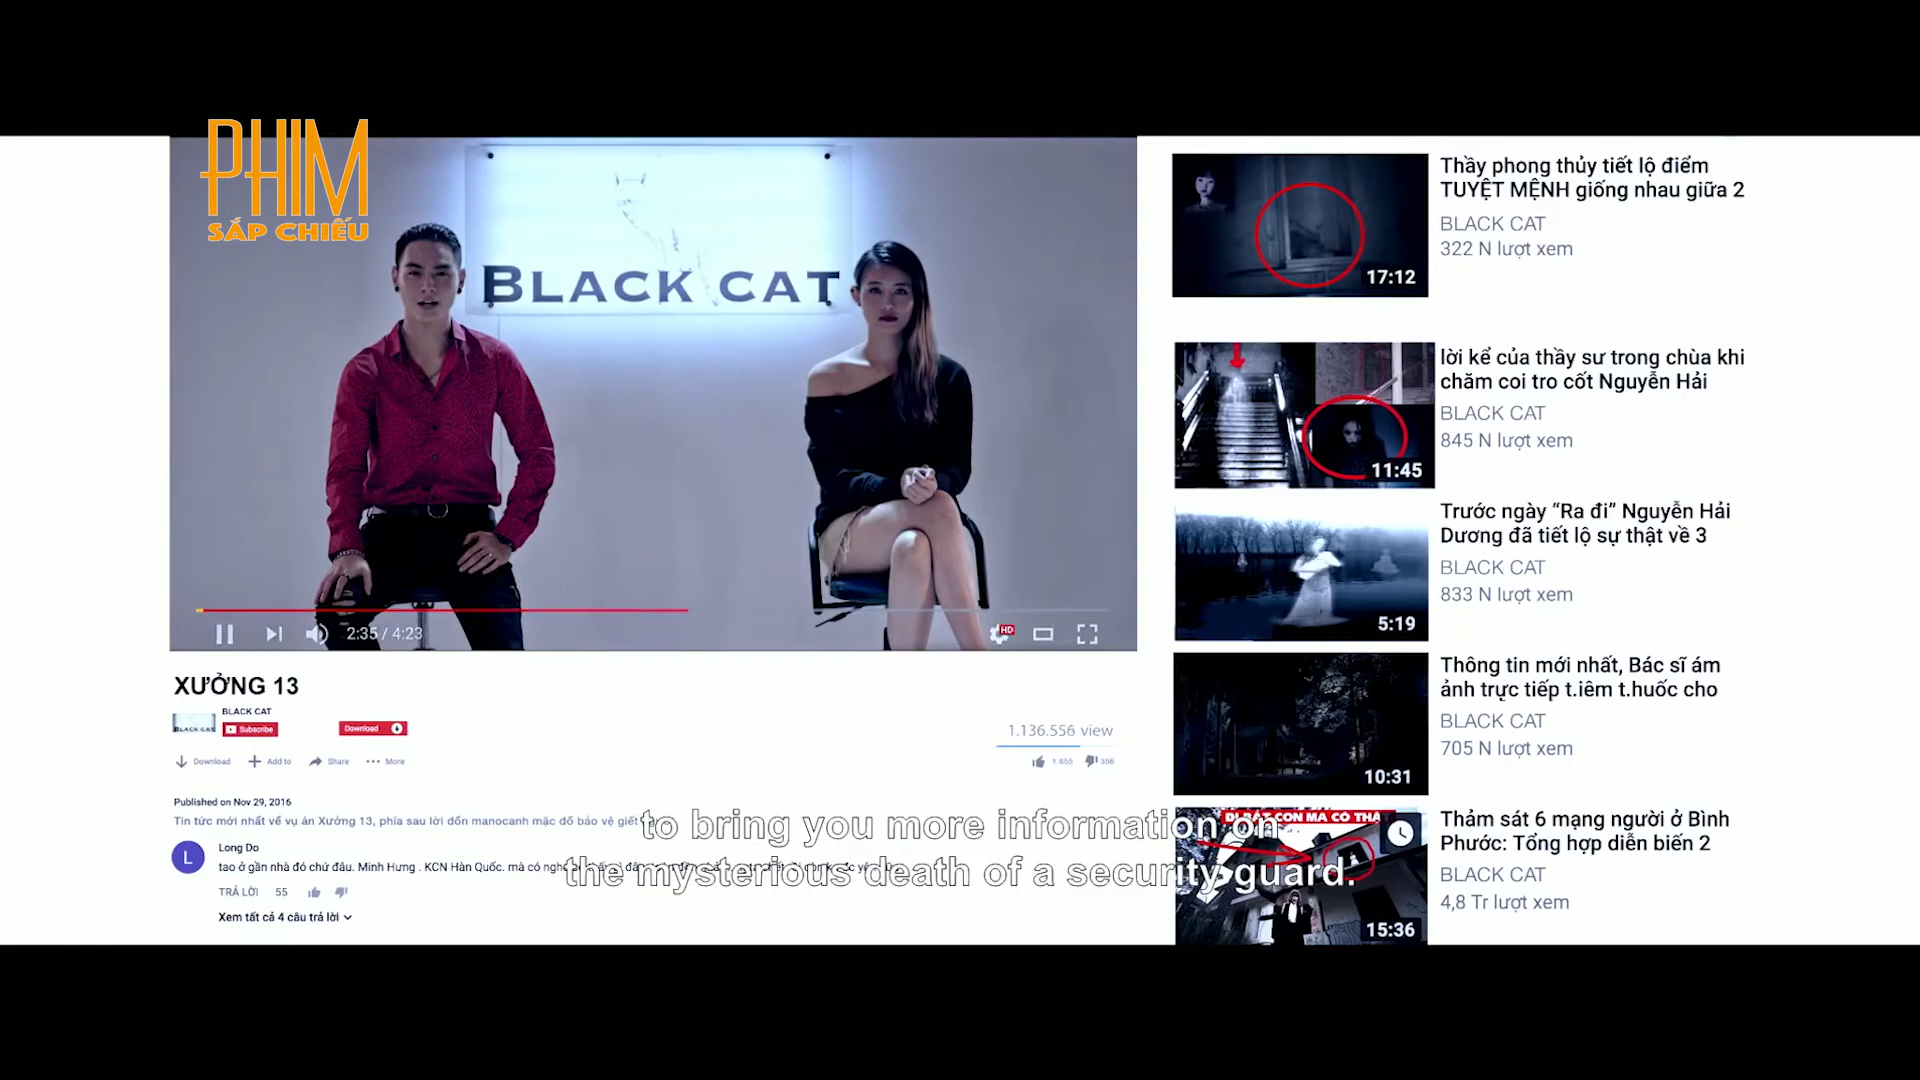 PHIM
SẮP CHIẾU
BLACK CAT
2:35 / 4:23
HD
XƯỞNG 13
BLACK CAT
BLACK CAT
Subscribe
Download
1.136.556 view
Download
Add to
Share
More
1.655
356
Published on Nov 29, 2016
Tin tức mới nhất về vụ án Xưởng 13, phía sau lời đồn manocanh mặc đồ bảo vệ giết
L
Long Do
tao ở gần nhà đó chứ đâu. Minh Hưng . KCN Hàn Quốc. mà có
TRẢ LỜI 55
Xem tất cả 4 câu trả lời
to bring you more information on
the mysterious death of a security guard.
17:12
Thầy phong thủy tiết lộ điểm
TUYỆT MỆNH giống nhau giữa 2
BLACK CAT
322 N lượt xem
11:45
lời kể của thầy sư trong chùa khi
chăm coi tro cốt Nguyễn Hải
BLACK CAT
845 N lượt xem
5:19
Trước ngày “Ra đi” Nguyễn Hải
Dương đã tiết lộ sự thật về 3
BLACK CAT
833 N lượt xem
10:31
Thông tin mới nhất, Bác sĩ ám
ảnh trực tiếp t.iêm t.huốc cho
BLACK CAT
705 N lượt xem
CON MA CÓ
15:36
Thảm sát 6 mạng người ở Bình
Phước: Tổng hợp diễn biến 2
BLACK CAT
4,8 Tr lượt xem